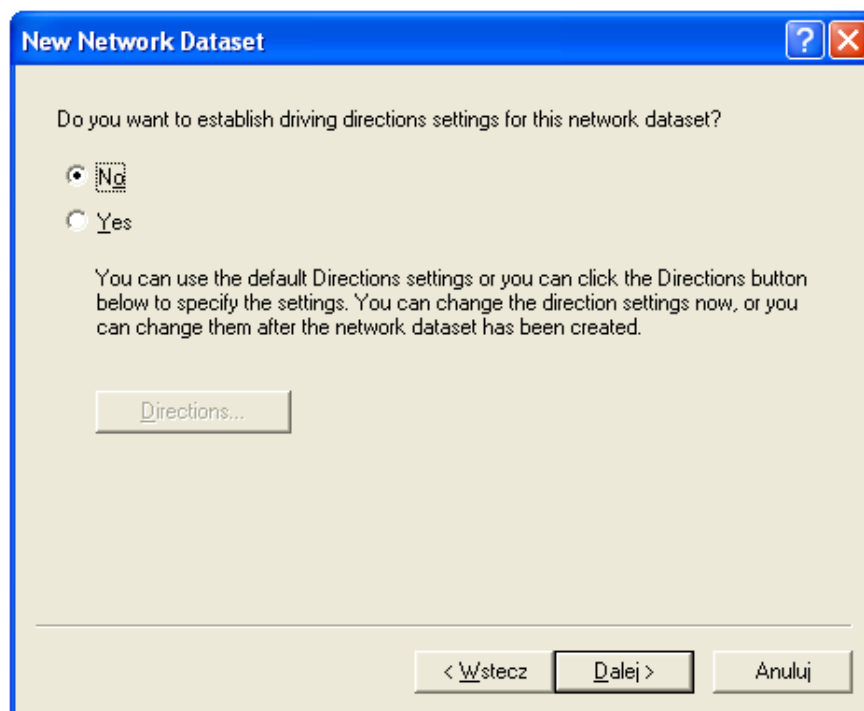 New Network Dataset
Do you want to establish driving directions settings for this network dataset?
No
Yes
You can use the default Directions settings or you can click the Directions button
below to specify the settings. You can change the direction settings now, or you
can change them after the network dataset has been created.
Directions...
< Wstecz
Dalej >
Anuluj